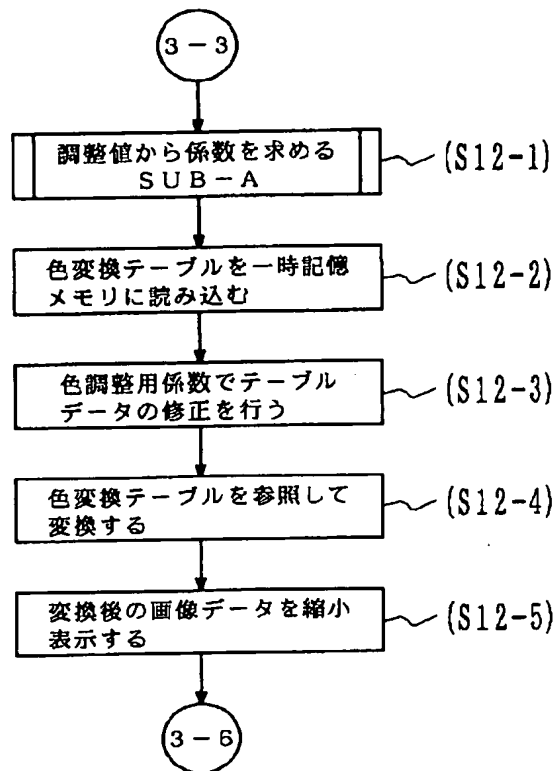 3－3
調整値から係数を求める
SUB－A
(S12-1)
色変換テーブルを一時記憶
メモリに読み込む
(S12-2)
色調整用係数でテーブル
データの修正を行う
(S12-3)
色変換テーブルを参照して
変換する
(S12-4)
変換後の画像データを縮小
表示する
(S12-5)
3－6